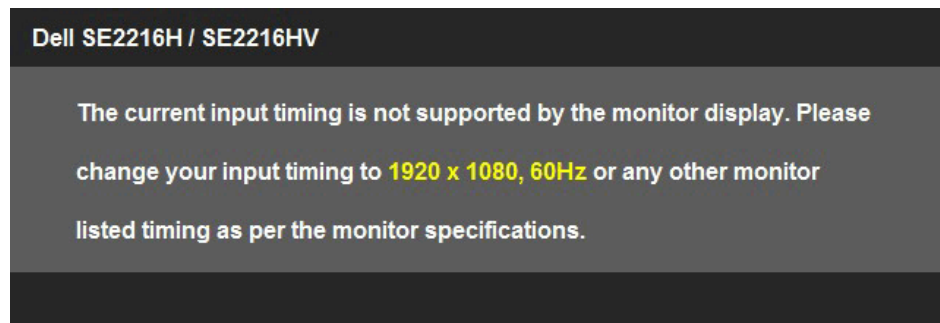 Dell SE2216H / SE2216HV
The current input timing is not supported by the monitor display. Please
change your input timing to 1920 x 1080, 60Hz or any other monitor
listed timing as per the monitor specifications.